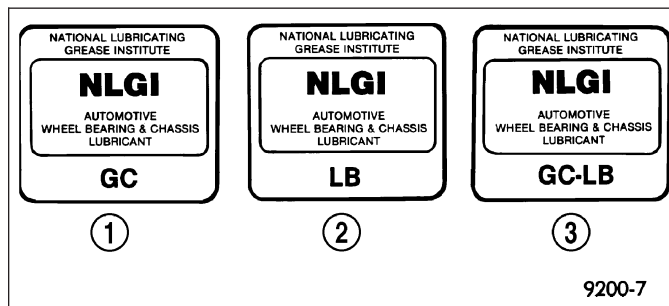 NATIONAL LUBRICATING
GREASE INSTITUTE
NLGI
AUTOMOTIVE
WHEEL BEARING & CHASSIS
LUBRICANT
GC
1
NATIONAL LUBRICATING
GREASE INSTITUTE
NLGI
AUTOMOTIVE
WHEEL BEARING & CHASSIS
LUBRICANT
LB
2
NATIONAL LUBRICATING
GREASE INSTITUTE
NLGI
AUTOMOTIVE
WHEEL BEARING & CHASSIS
LUBRICANT
GC-LB
3
9200-7